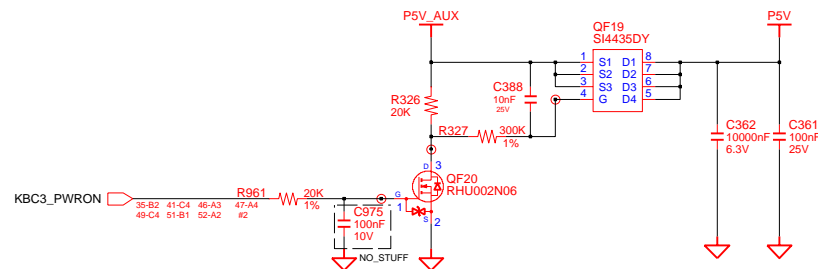 P5V_AUX
QF19
SI4435DY
P5V
1 S1 D1 8
2 S2 D2 7
3 S3 D3 6
4 G D4 5
C388
10nF
25V
R326
20K
R327 300K
1%
C362
10000nF
6.3V
C361
100nF
25V
D 3
QF20
RHU002N06
G
1
S
2
KBC3_PWRON
R961 20K
1%
35-B2 41-C4 46-A3 47-A4
49-C4 51-B1 52-A2 #2
C975
100nF
10V
NO_STUFF